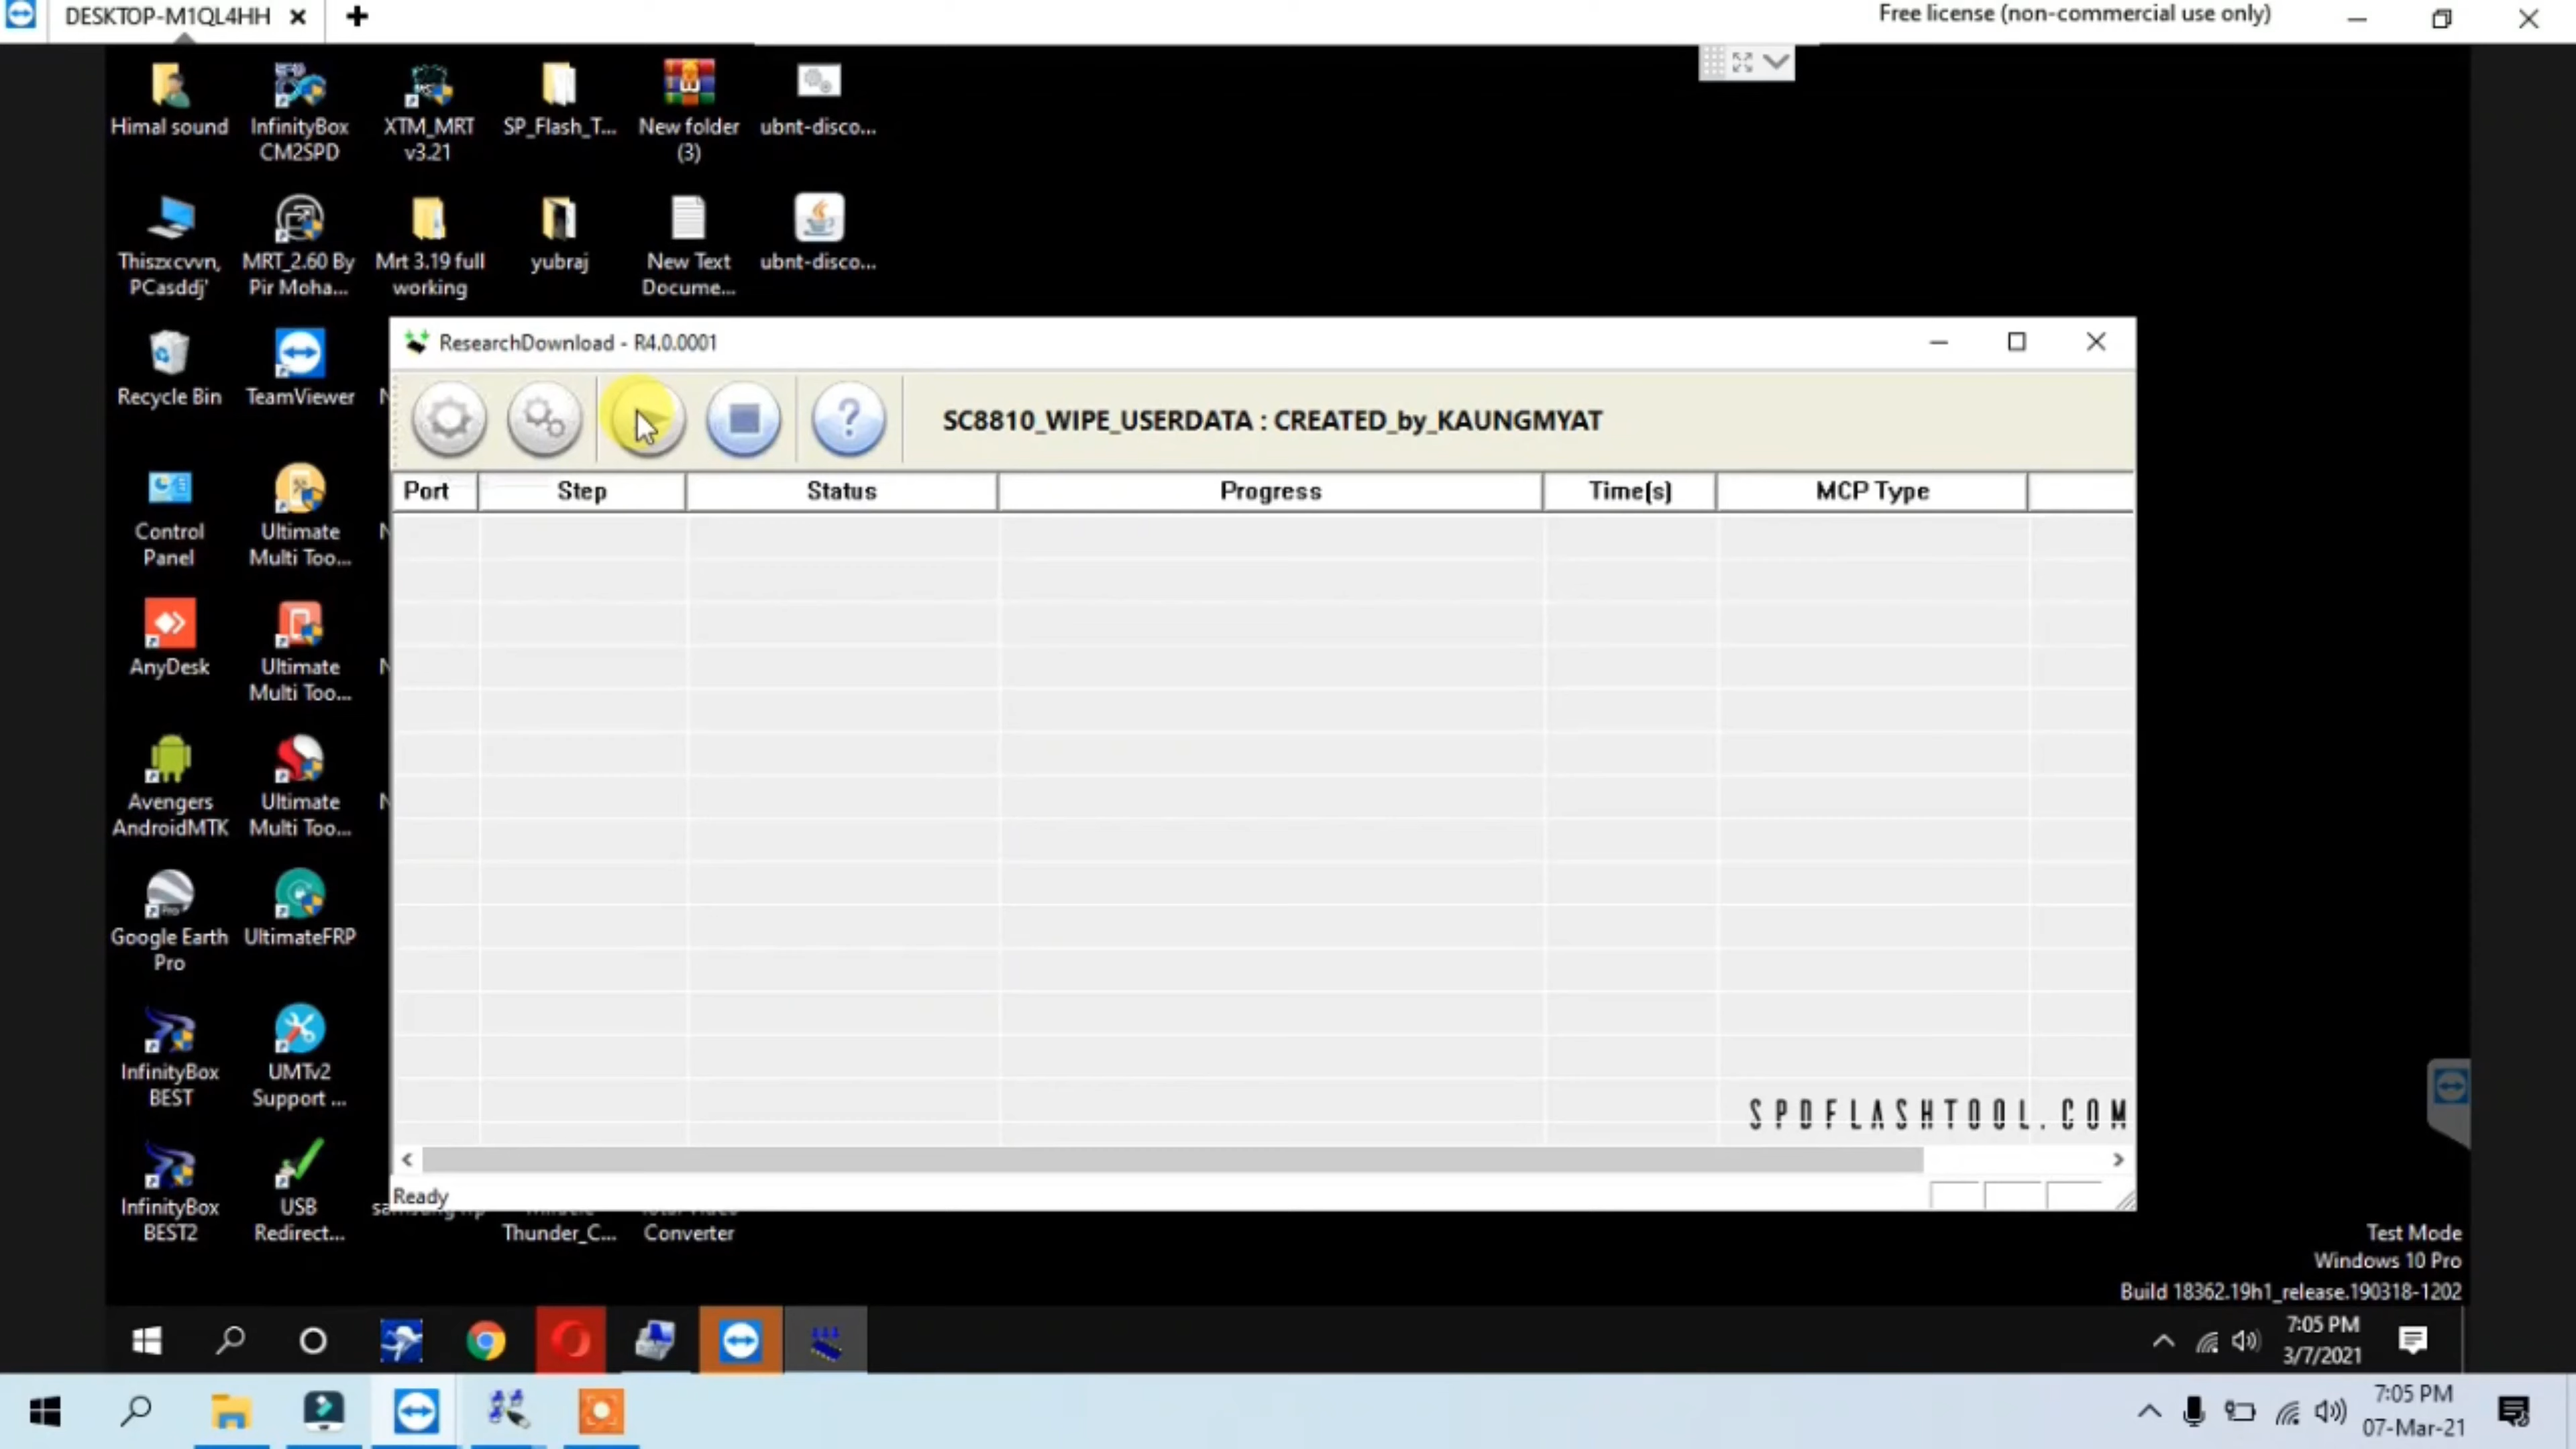 DESKTOP-M1QL4HH
Free license (non-commercial use only)
Himal sound
InfinityBox
CM2SPD
XTM_MRT
v3.21
SP_Flash_T...
New folder
(3)
ubnt-disco...
Thiszxcvvn,
PCasddj'
MRT_2.60 By
Pir Moha...
Mrt 3.19 full
working
yubraj
New Text
Docume...
ubnt-disco...
Recycle Bin
TeamViewer
Control
Panel
Ultimate
Multi Too...
AnyDesk
Ultimate
Multi Too...
Avengers
AndroidMTK
Ultimate
Multi Too...
Google Earth
Pro
UltimateFRP
InfinityBox
BEST
UMTv2
Support ...
InfinityBox
BEST2
USB
Redirect...
Thunder_C...
Converter
ResearchDownload - R4.0.0001
SC8810_WIPE_USERDATA : CREATED_by_KAUNGMYAT
Port Step Status Progress Time(s) MCP Type
SPDFLASHTOOL.COM
Ready
Test Mode
Windows 10 Pro
Build 18362.19h1_release.190318-1202
7:05 PM
3/7/2021
7:05 PM
07-Mar-21